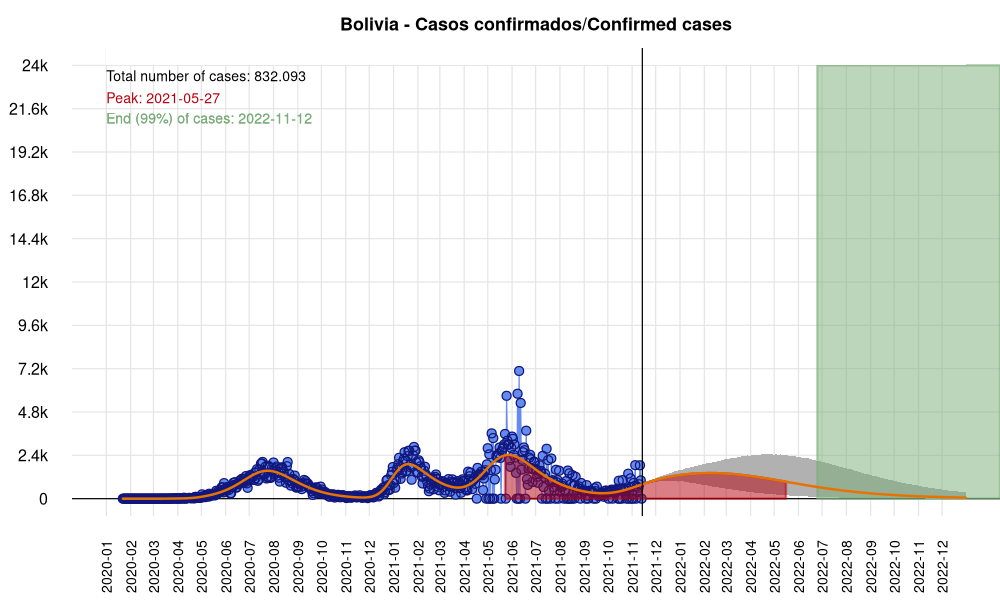 Bolivia - Casos confirmados/Confirmed cases
24k
21.6k
19.2k
16.8k
14.4k
12k
9.6k
7.2k
4.8k
2.4k
0
Total number of cases: 832.093
Peak: 2021-05-27
End (99%) of cases: 2022-11-12
2020-01
2020-02
2020-03
2020-04
2020-05
2020-06
2020-07
2020-08
2020-09
2020-10
2020-11
2020-12
2021-01
2021-02
2021-03
2021-04
2021-05
2021-06
2021-07
2021-08
2021-09
2021-10
2021-11
2021-12
2022-01
2022-02
2022-03
2022-04
2022-05
2022-06
2022-07
2022-08
2022-09
2022-10
2022-11
2022-12